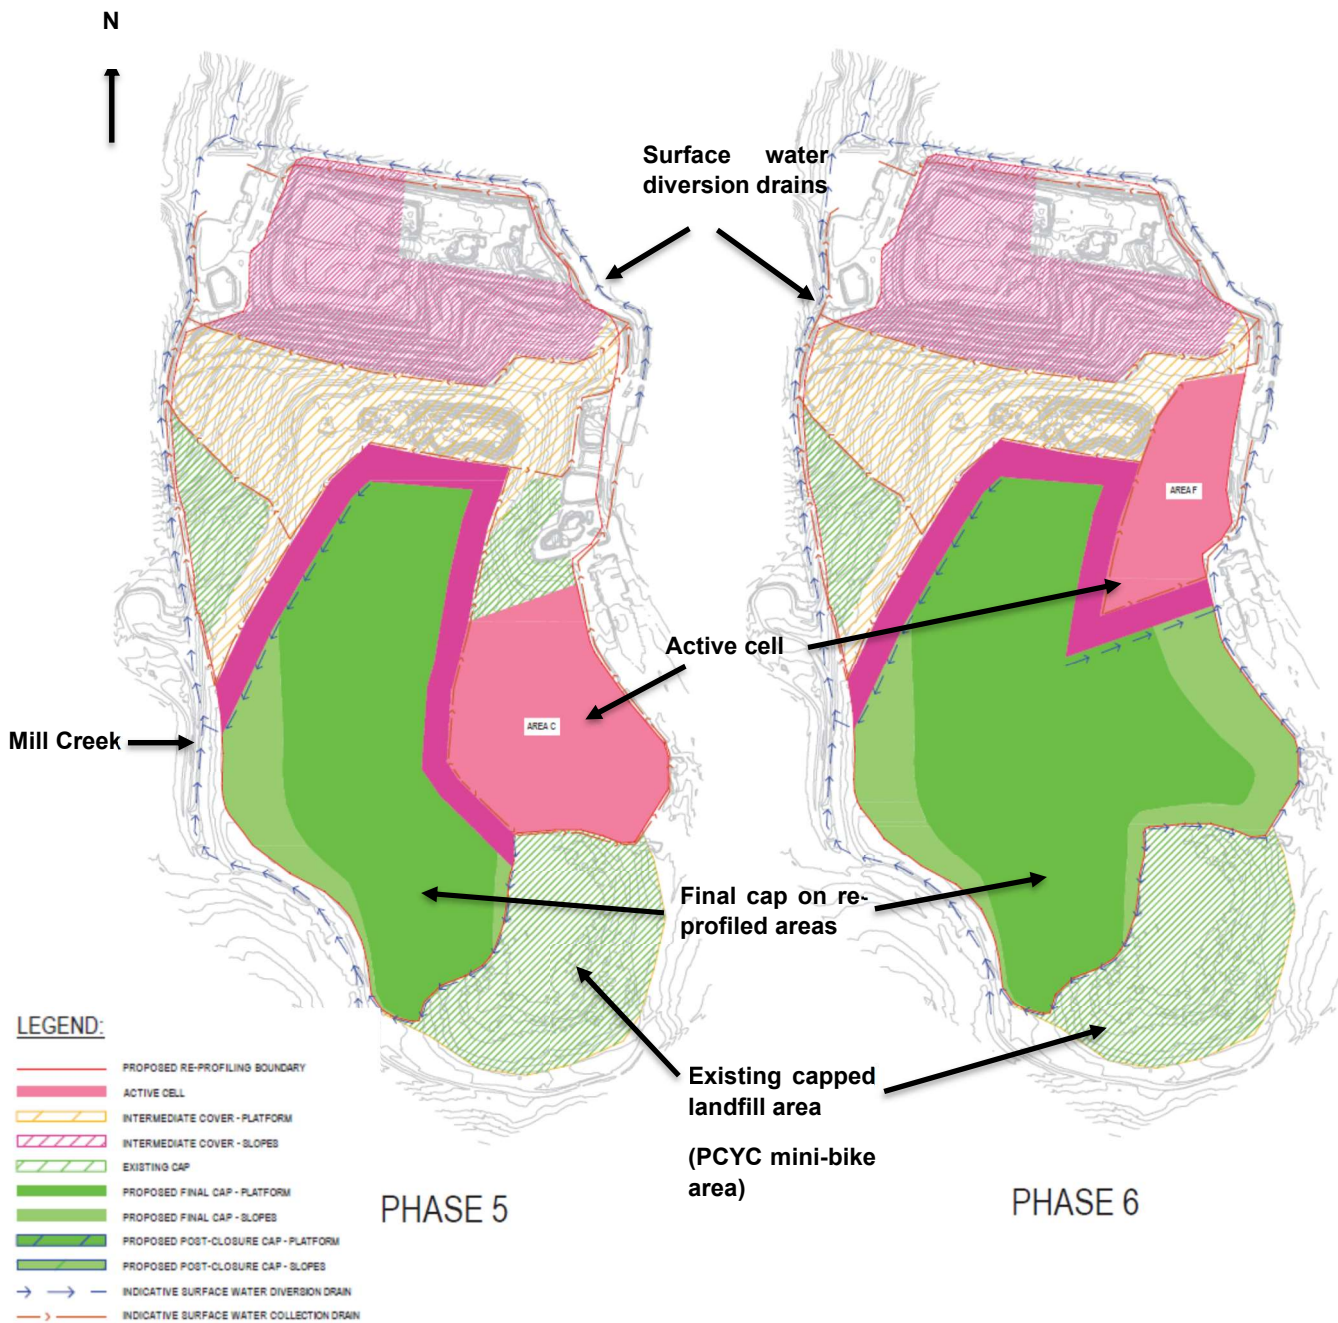 N
Surface water
diversion drains
AREA F
Active cell
AREA C
Mill Creek
Final cap on re-
profiled areas
Existing capped
landfill area
(PCYC mini-bike
area)
LEGEND:
PROPOSED RE-PROFILING BOUNDARY
ACTIVE CELL
INTERMEDIATE COVER - PLATFORM
INTERMEDIATE COVER - SLOPES
EXISTING CAP
PROPOSED FINAL CAP - PLATFORM
PROPOSED FINAL CAP - SLOPES
PROPOSED POST-CLOSURE CAP - PLATFORM
PROPOSED POST-CLOSURE CAP - SLOPES
INDICATIVE SURFACE WATER DIVERSION DRAIN
INDICATIVE SURFACE WATER COLLECTION DRAIN
PHASE 5
PHASE 6